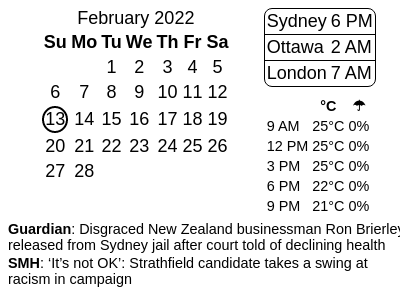 February 2022
Su Mo Tu We Th Fr Sa
1 2 3 4 5
6 7 8 9 10 11 12
13 14 15 16 17 18 19
20 21 22 23 24 25 26
27 28
Sydney 6 PM
Ottawa 2 AM
London 7 AM
°C ☂
9 AM 25°C 0%
12 PM 25°C 0%
3 PM 25°C 0%
6 PM 22°C 0%
9 PM 21°C 0%
Guardian: Disgraced New Zealand businessman Ron Brierley
released from Sydney jail after court told of declining health
SMH: ‘It’s not OK’: Strathfield candidate takes a swing at
racism in campaign